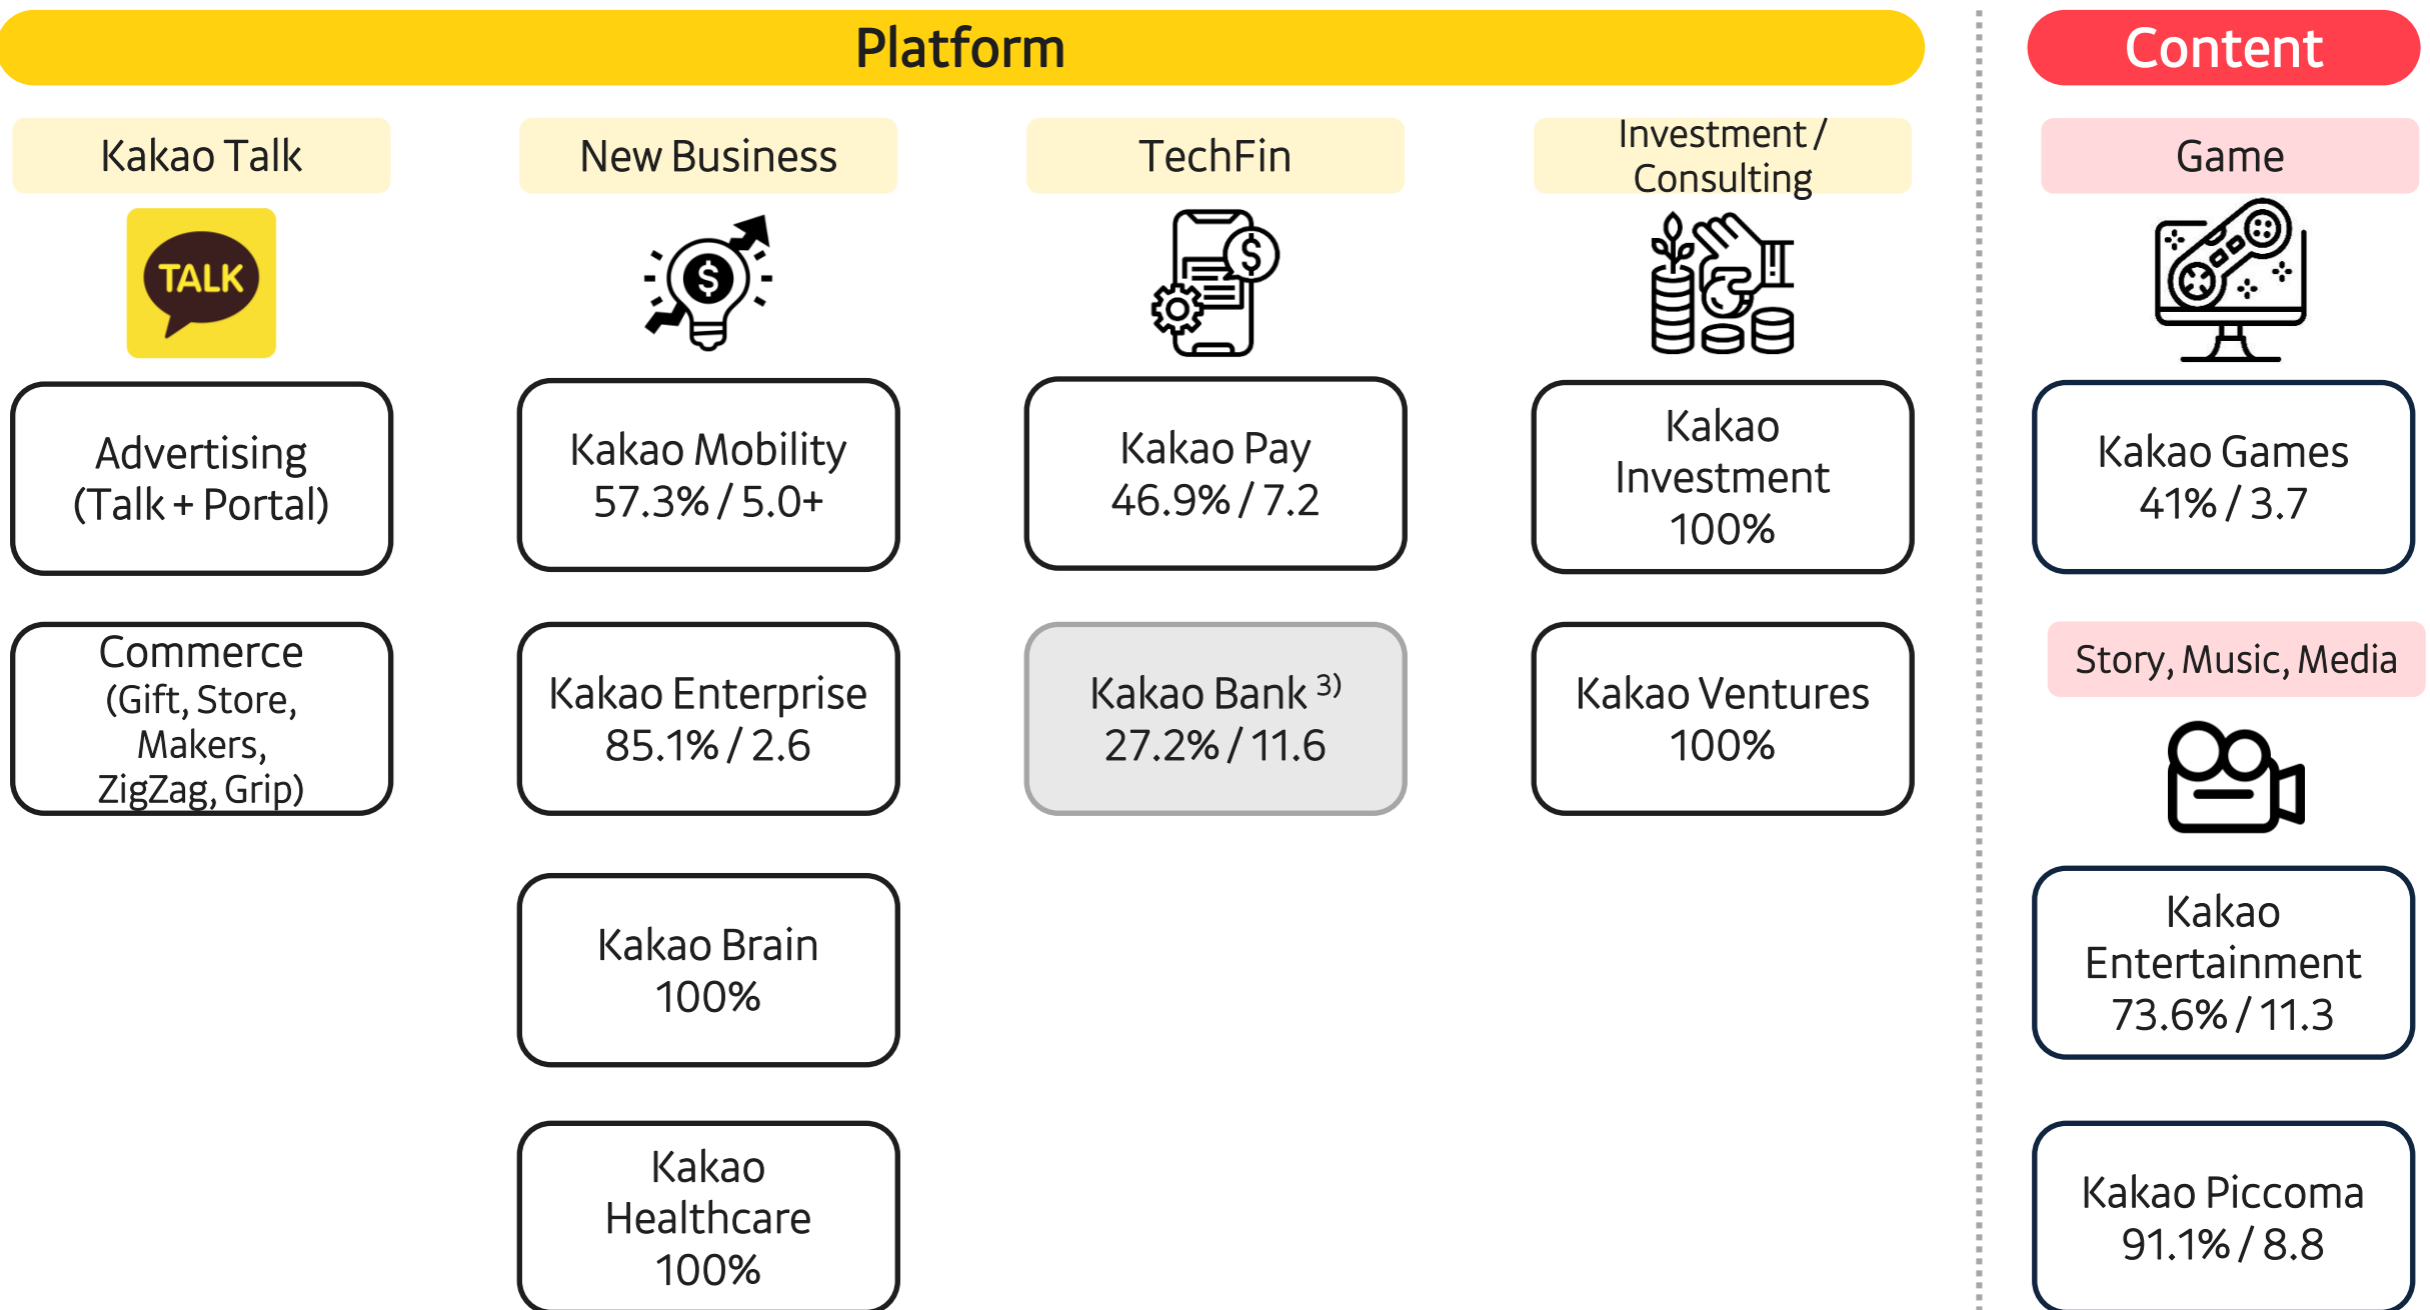 Platform
Kakao Talk
TALK
Advertising
(Talk + Portal)
Commerce
(Gift, Store,
Makers,
ZigZag, Grip)
New Business
$
Kakao Mobility
57.3% / 5.0+
Kakao Enterprise
85.1% / 2.6
Kakao Brain
100%
Kakao
Healthcare
100%
TechFin
$
Kakao Pay
46.9% / 7.2
Kakao Bank 3)
27.2% / 11.6
Investment /
Consulting
Kakao
Investment
100%
Kakao Ventures
100%
Content
Game
Kakao Games
41% / 3.7
Story, Music, Media
Kakao
Entertainment
73.6% / 11.3
Kakao Piccoma
91.1% / 8.8